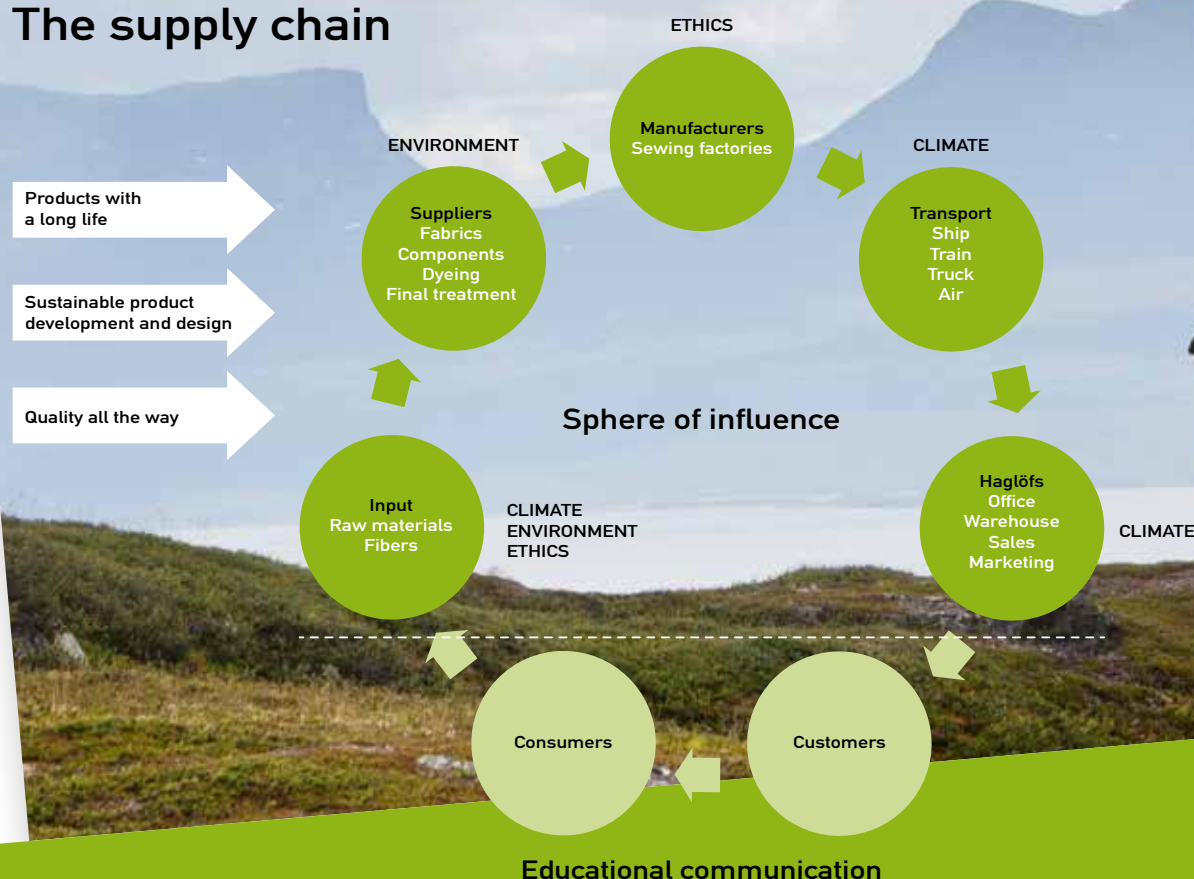 The supply chain
ETHICS
Manufacturers
Sewing factories
ENVIRONMENT
CLIMATE
Products with
a long life
Suppliers
Fabrics
Components
Dyeing
Final treatment
Transport
Ship
Train
Truck
Air
Sustainable product
development and design
Quality all the way
Sphere of influence
Input
Raw materials
Fibers
CLIMATE
ENVIRONMENT
ETHICS
Haglöfs
Office
Warehouse
Sales
Marketing
CLIMATE
Consumers
Customers
Educational communication